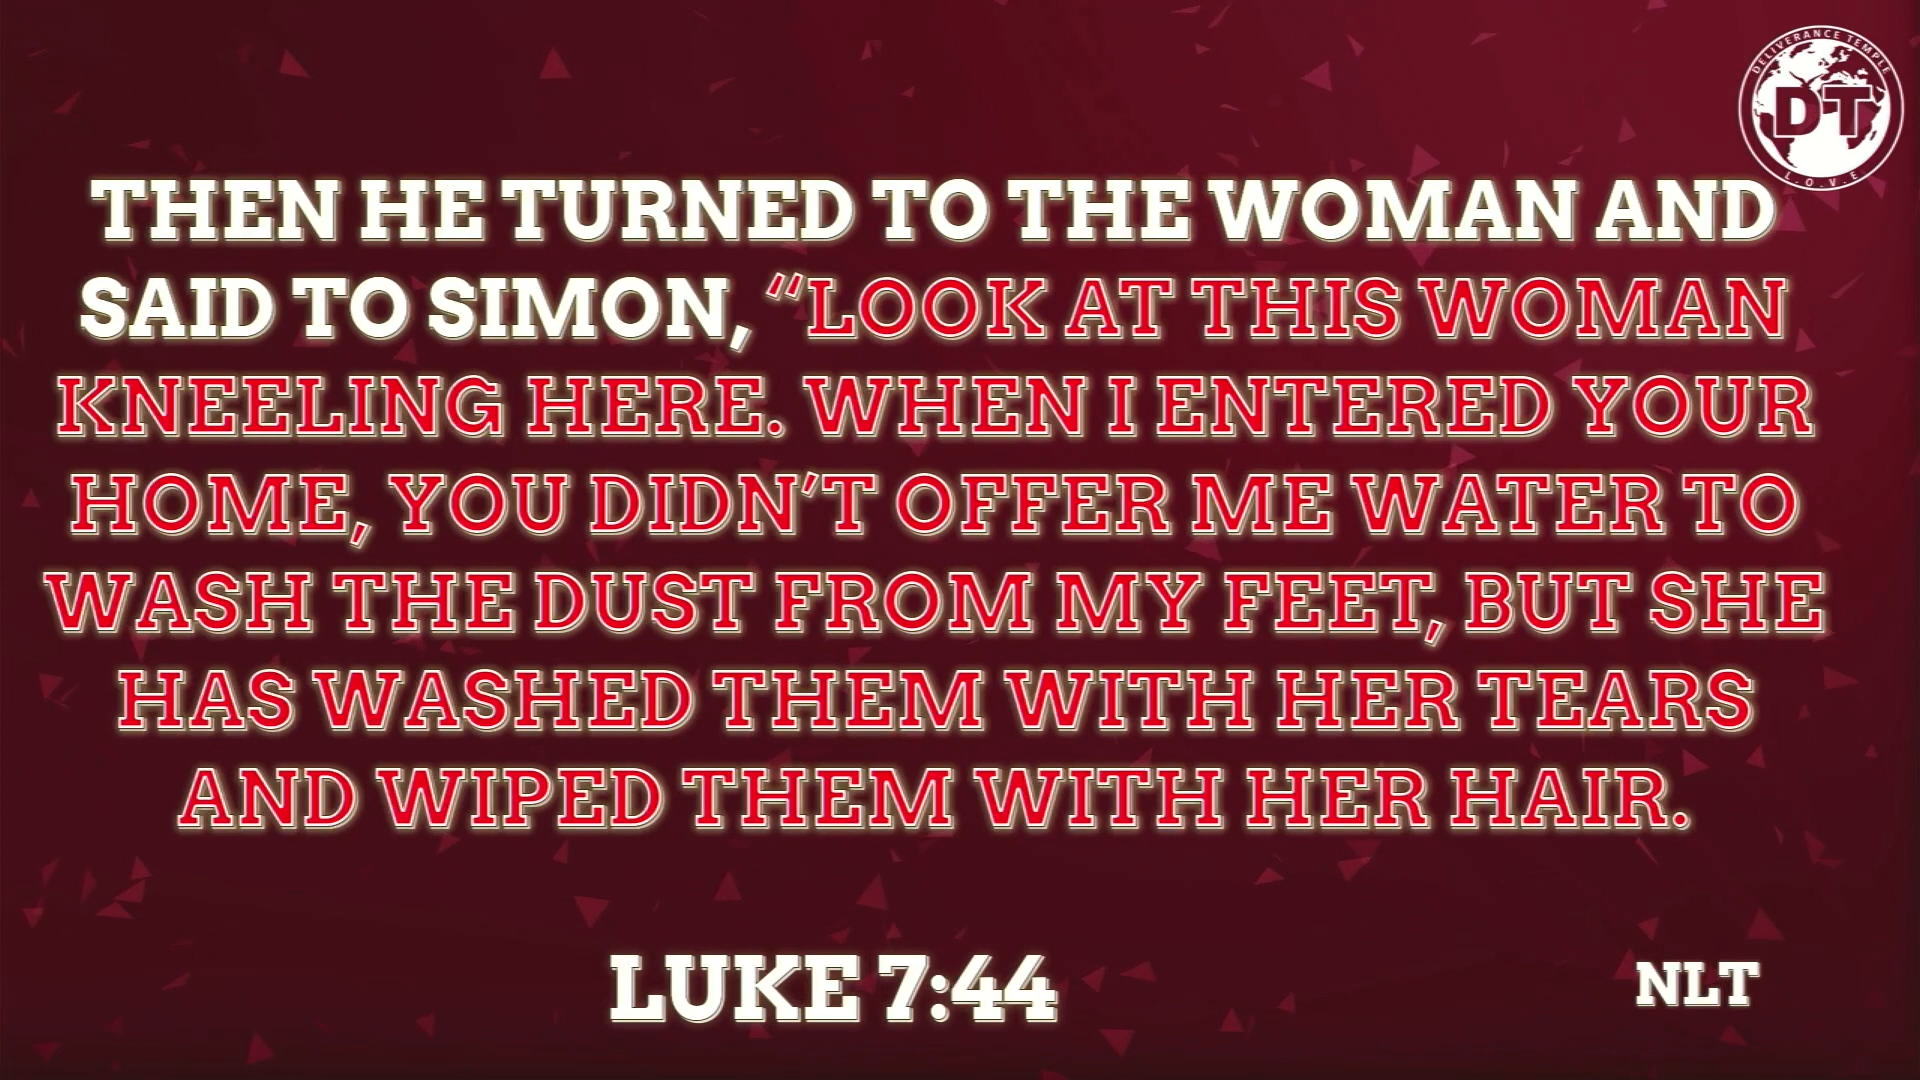 DELIVERANCE TEMPLE
DT
L.O.V.E
THEN HE TURNED TO THE WOMAN AND
SAID TO SIMON, “LOOK AT THIS WOMAN
KNEELING HERE. WHEN I ENTERED YOUR
HOME, YOU DIDN’T OFFER ME WATER TO
WASH THE DUST FROM MY FEET, BUT SHE
HAS WASHED THEM WITH HER TEARS
AND WIPED THEM WITH HER HAIR.
LUKE 7:44
NLT